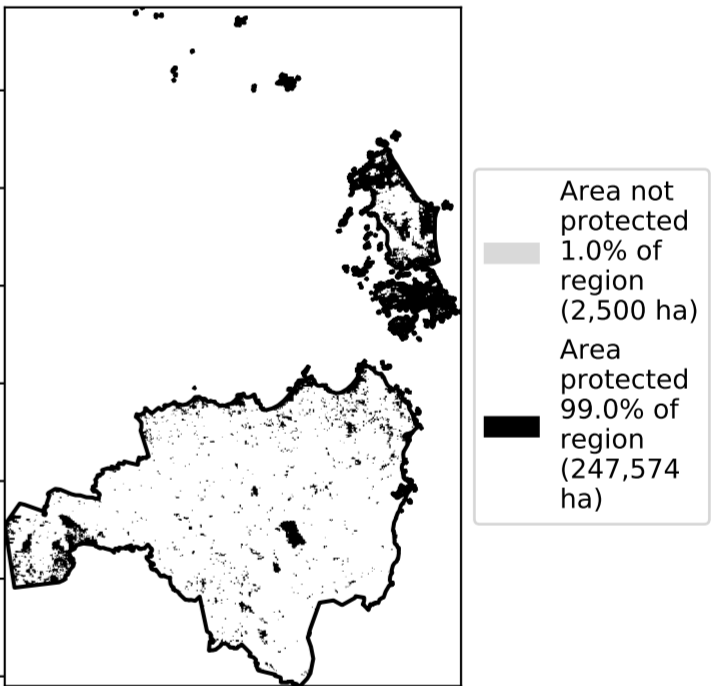 Area not
protected
1.0% of
region
(2,500 ha)
Area
protected
99.0% of
region
(247,574
ha)